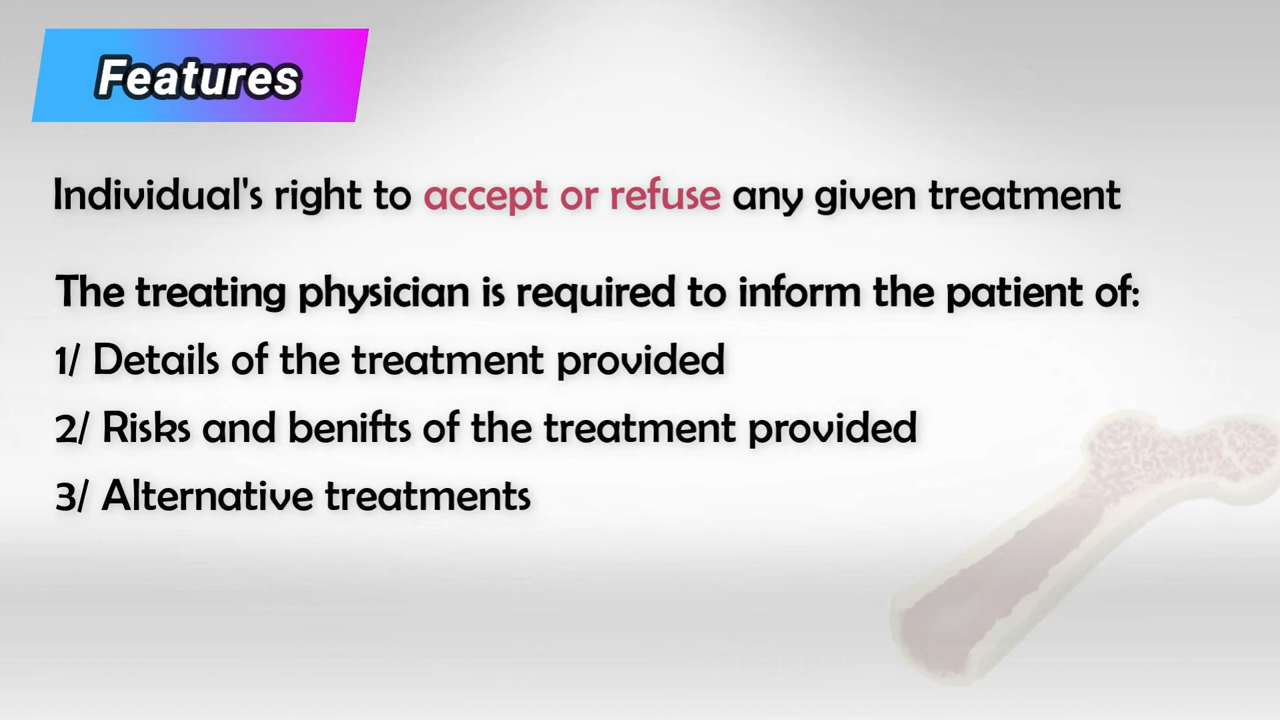 Features
Individual's right to accept or refuse any given treatment
The treating physician is required to inform the patient of:
1/ Details of the treatment provided
2/ Risks and benifts of the treatment provided
3/ Alternative treatments